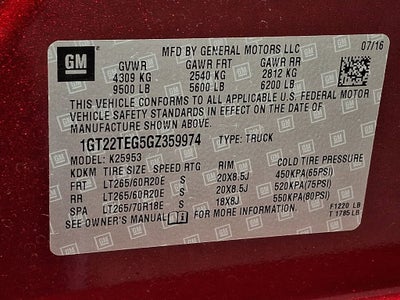 GM
MFD BY GENERAL MOTORS LLC 07/16
GVWR GAWR FRT GAWR RR
4309 KG 2540 KG 2812 KG
9500 LB 5600 LB 6200 LB
THIS VEHICLE CONFORMS TO ALL APPLICABLE U.S. FEDERAL MOTOR
VEHICLE SAFETY STANDARDS IN EFFECT ON THE DATE OF
MANUFACTURE SHOWN ABOVE.
1GT22TEG5GZ359974 TYPE: TRUCK
MODEL: K25953
KDKM TIRE SIZE SPEED RTG RIM COLD TIRE PRESSURE
FRT LT265/60R20E S 20X8.5J 450KPA(65PSI)
RR LT265/60R20E S 20X8.5J 520KPA(75PSI)
SPA LT265/70R18E S 18X8J 550KPA(80PSI)
SEE OWNER'S MANUAL FOR MORE INFORMATION.
F1220 LB
T 1785 LB